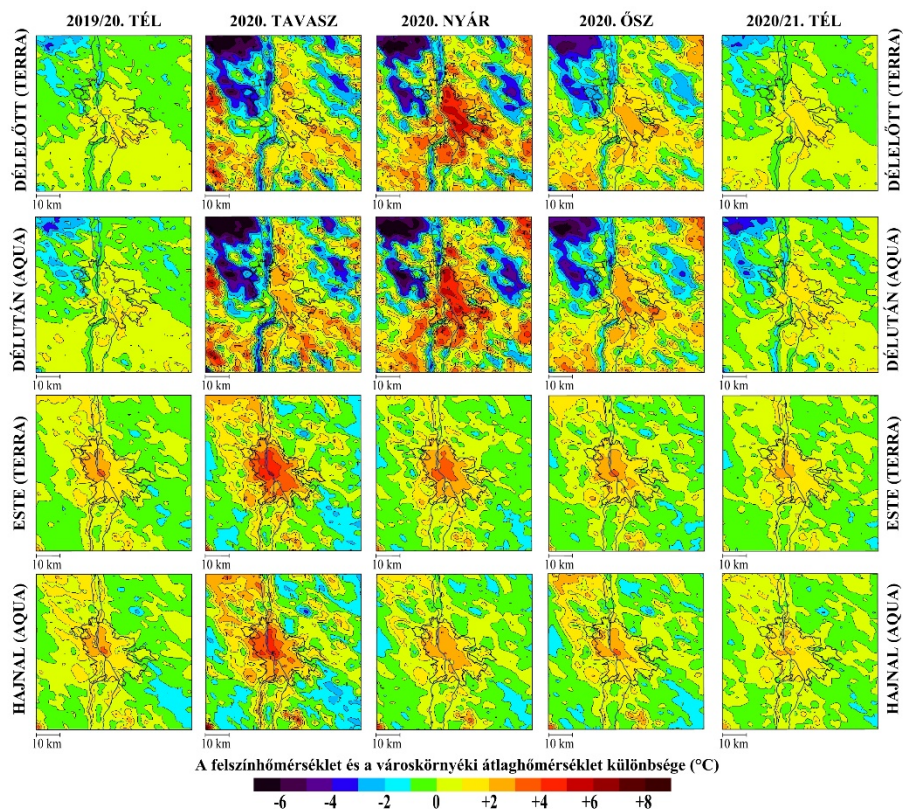 2019/20. TÉL 2020. TAVASZ 2020. NYÁR 2020. ŐSZ 2020/21. TÉL
DÉLELŐTT (TERRA)
DÉLELŐTT (TERRA)
10 km 10 km 10 km 10 km 10 km
DÉLUTÁN (AQUA)
DÉLUTÁN (AQUA)
10 km 10 km 10 km 10 km 10 km
ESTE (TERRA)
ESTE (TERRA)
10 km 10 km 10 km 10 km 10 km
HAJNAL (AQUA)
HAJNAL (AQUA)
10 km 10 km 10 km 10 km 10 km
A felszínhőmérséklet és a városkörnyéki átlaghőmérséklet különbsége (°C)
-6 -4 -2 0 +2 +4 +6 +8